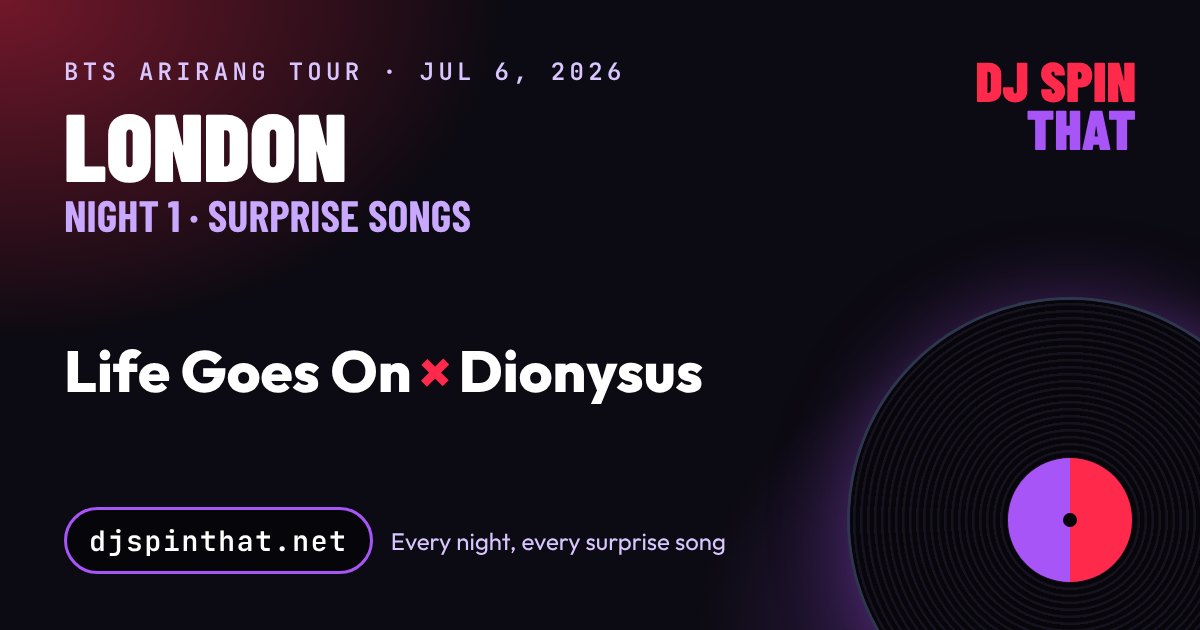 BTS ARIRANG TOUR · JUL 6, 2026
DJ SPIN
THAT
LONDON
NIGHT 1 · SURPRISE SONGS
Life Goes On × Dionysus
djspinthat.net
Every night, every surprise song